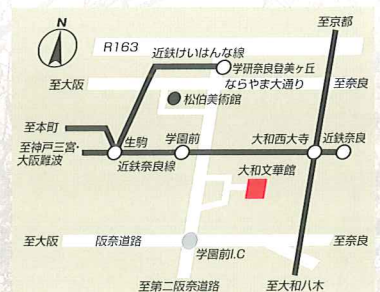 N
至京都
R163
近鉄けいはんな線
学研奈良登美ヶ丘
ならやま大通り
至大阪
至奈良
松伯美術館
至本町
生駒
学園前
大和西大寺
近鉄奈良
至神戸三宮・
大阪難波
近鉄奈良線
大和文華館
至大阪
阪奈道路
至奈良
学園前I.C
至第二阪奈道路
至大和八木